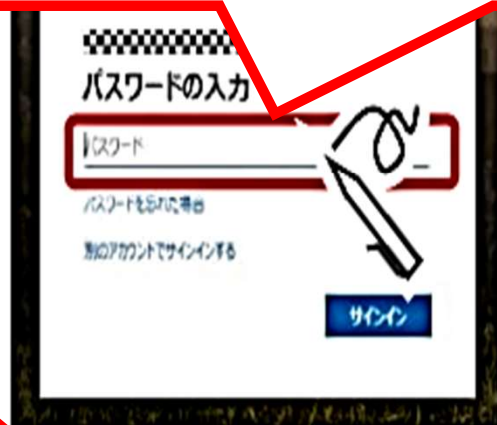 パスワードの入力
パスワード
パスワードを忘れた場合
別のアカウントでサインインする
サインイン